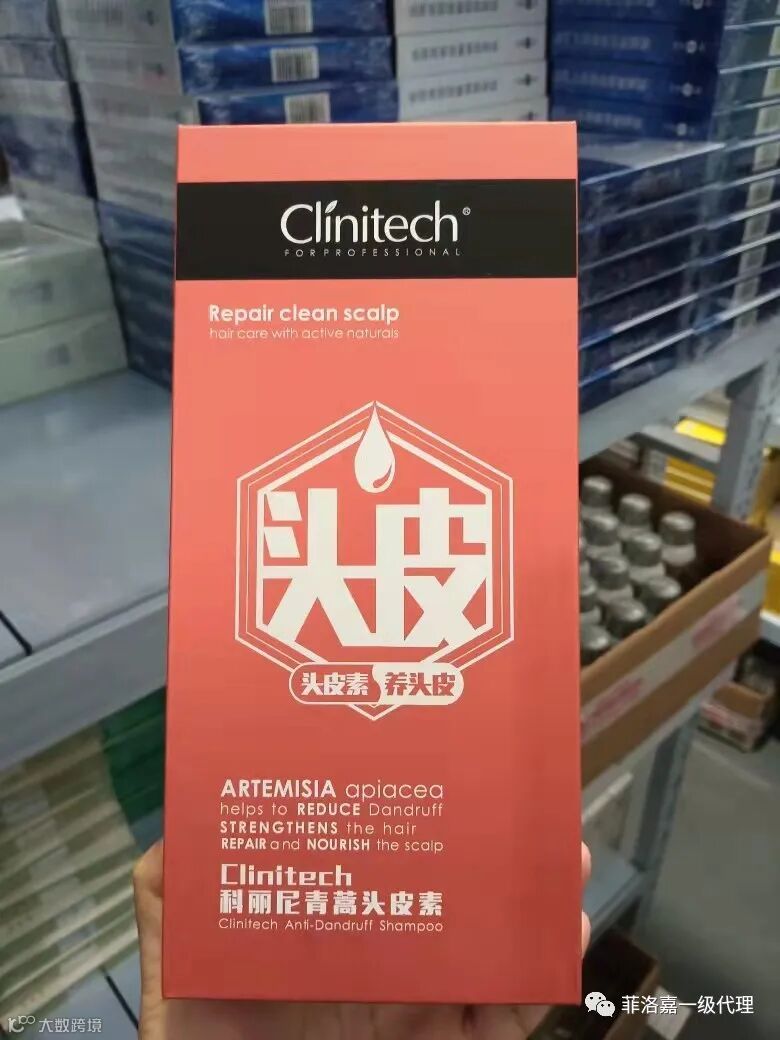 Clinitech®
FOR PROFESSIONAL
Repair clean scalp
hair care with active naturals
头皮
头皮素 养头皮
ARTEMISIA apiacea
helps to REDUCE Dandruff
STRENGTHENS the hair
REPAIR and NOURISH the scalp
Clinitech
科丽尼青蒿头皮素
Clinitech Anti-Dandruff Shampoo
菲洛嘉一级代理
大数跨境